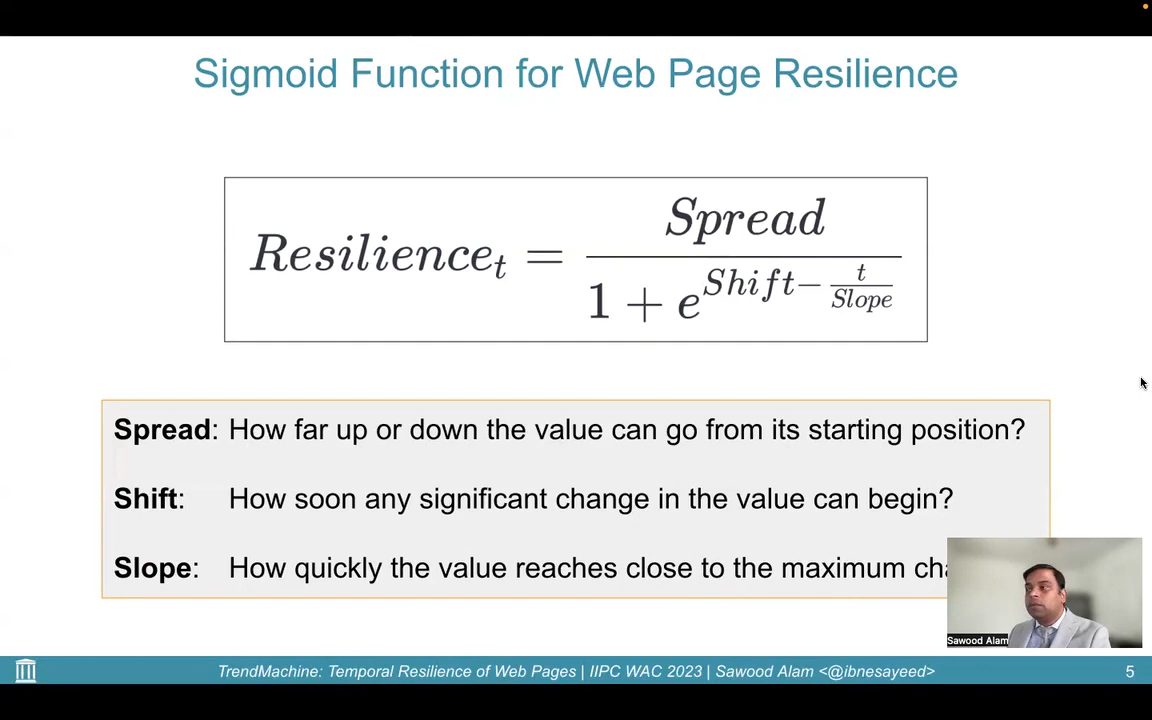 Sigmoid Function for Web Page Resilience
Resilience_t = \frac{Spread}{1 + e^{Shift - \frac{t}{Slope}}}
Spread: How far up or down the value can go from its starting position?
Shift: How soon any significant change in the value can begin?
Slope: How quickly the value reaches close to the maximum
Sawood Alam
TrendMachine: Temporal Resilience of Web Pages | IIPC WAC 2023 | Sawood Alam <@ibnesayeed>
5